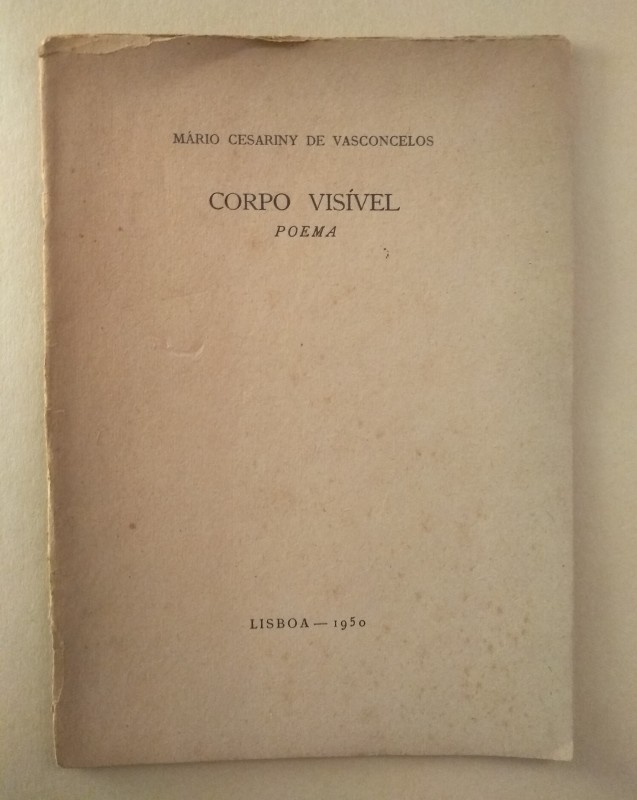 MÁRIO CESARINY DE VASCONCELOS
CORPO VISÍVEL
POEMA
LISBOA — 1950